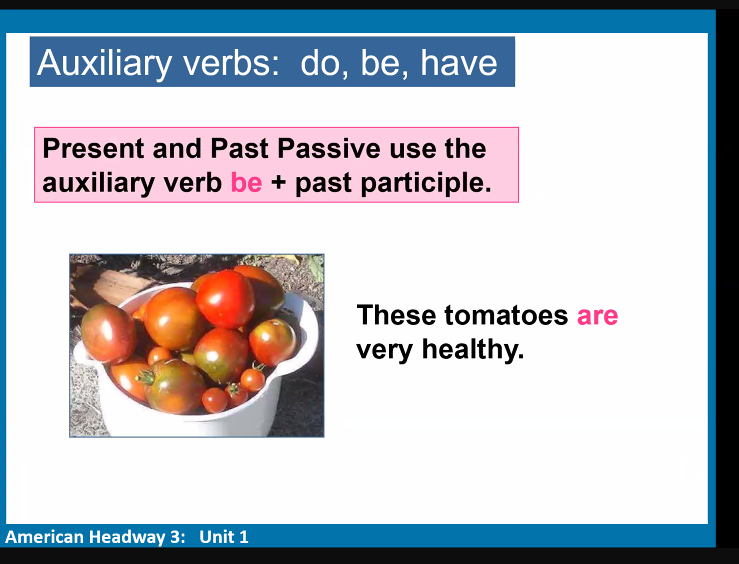 Auxiliary verbs:  do, be, have
Present and Past Passive use the
auxiliary verb be + past participle.
These tomatoes are
very healthy.
American Headway 3:   Unit 1